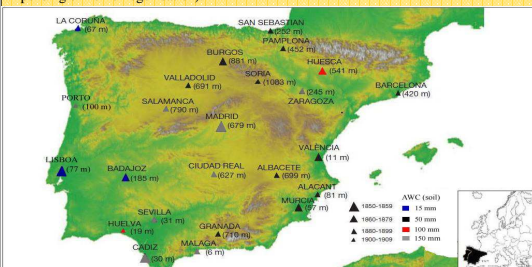 LA CORUÑA
(67 m)
SAN SEBASTIAN
(252 m)
PAMPLONA
(452 m)
BURGOS
(881 m)
HUESCA
(541 m)
VALLADOLID
(691 m)
SORIA
(1083 m)
BARCELONA
(420 m)
(245 m)
ZARAGOZA
PORTO
(100 m)
SALAMANCA
(790 m)
MADRID
(679 m)
VALENCIA
(11 m)
LISBOA
(77 m)
BADAJOZ
(185 m)
CIUDAD REAL
(627 m)
ALBACETE
(699 m)
ALACANT
(81 m)
MURCIA
(57 m)
SEVILLA
(31 m)
HUELVA
(19 m)
GRANADA
(710 m)
MALAGA
(6 m)
CADIZ
(30 m)
1850-1859
1860-1879
1880-1899
1900-1909
AWC (soil)
15 mm
50 mm
100 mm
150 mm